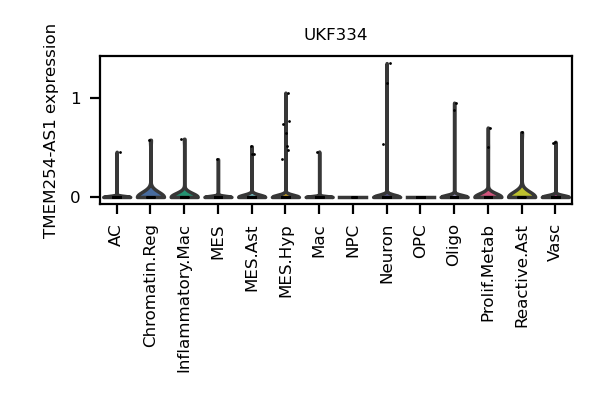 UKF334
TMEM254-AS1 expression
1
0
AC
Chromatin.Reg
Inflammatory.Mac
MES
MES.Ast
MES.Hyp
Mac
NPC
Neuron
OPC
Oligo
Prolif.Metab
Reactive.Ast
Vasc